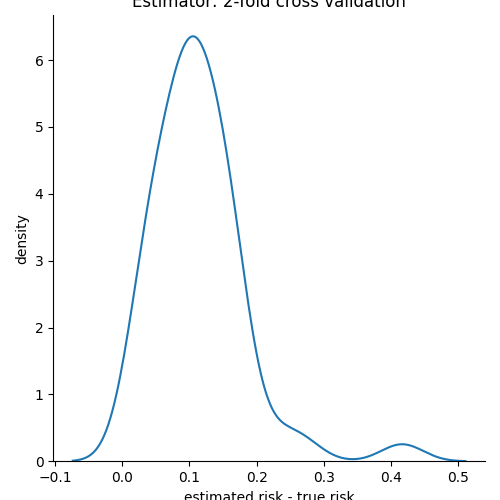 Estimator: 2-fold cross validation
6
5
4
3
2
1
0
density
−0.1 0.0 0.1 0.2 0.3 0.4 0.5
estimated risk - true risk